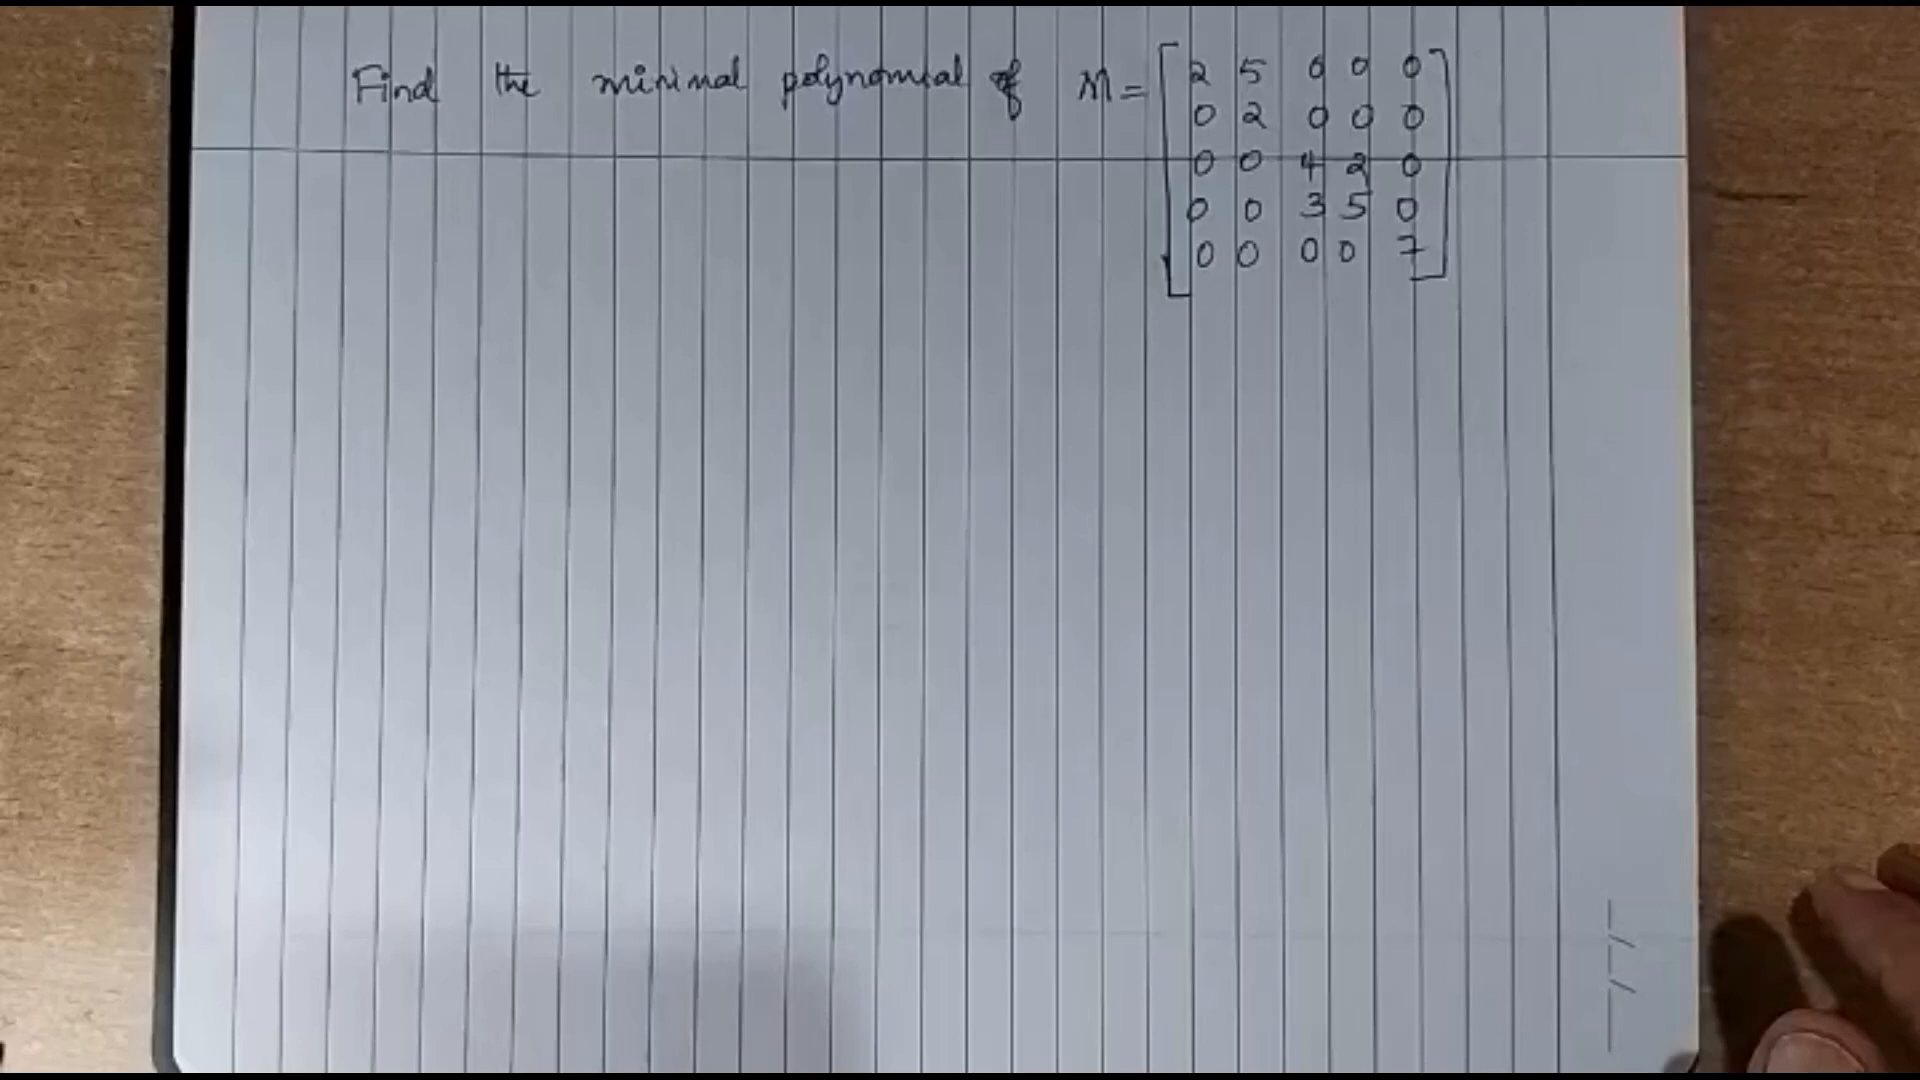 Find the minimal polynomial of M = [ 2 5 0 0 0
0 2 0 0 0
0 0 4 2 0
0 0 3 5 0
0 0 0 0 7 ]